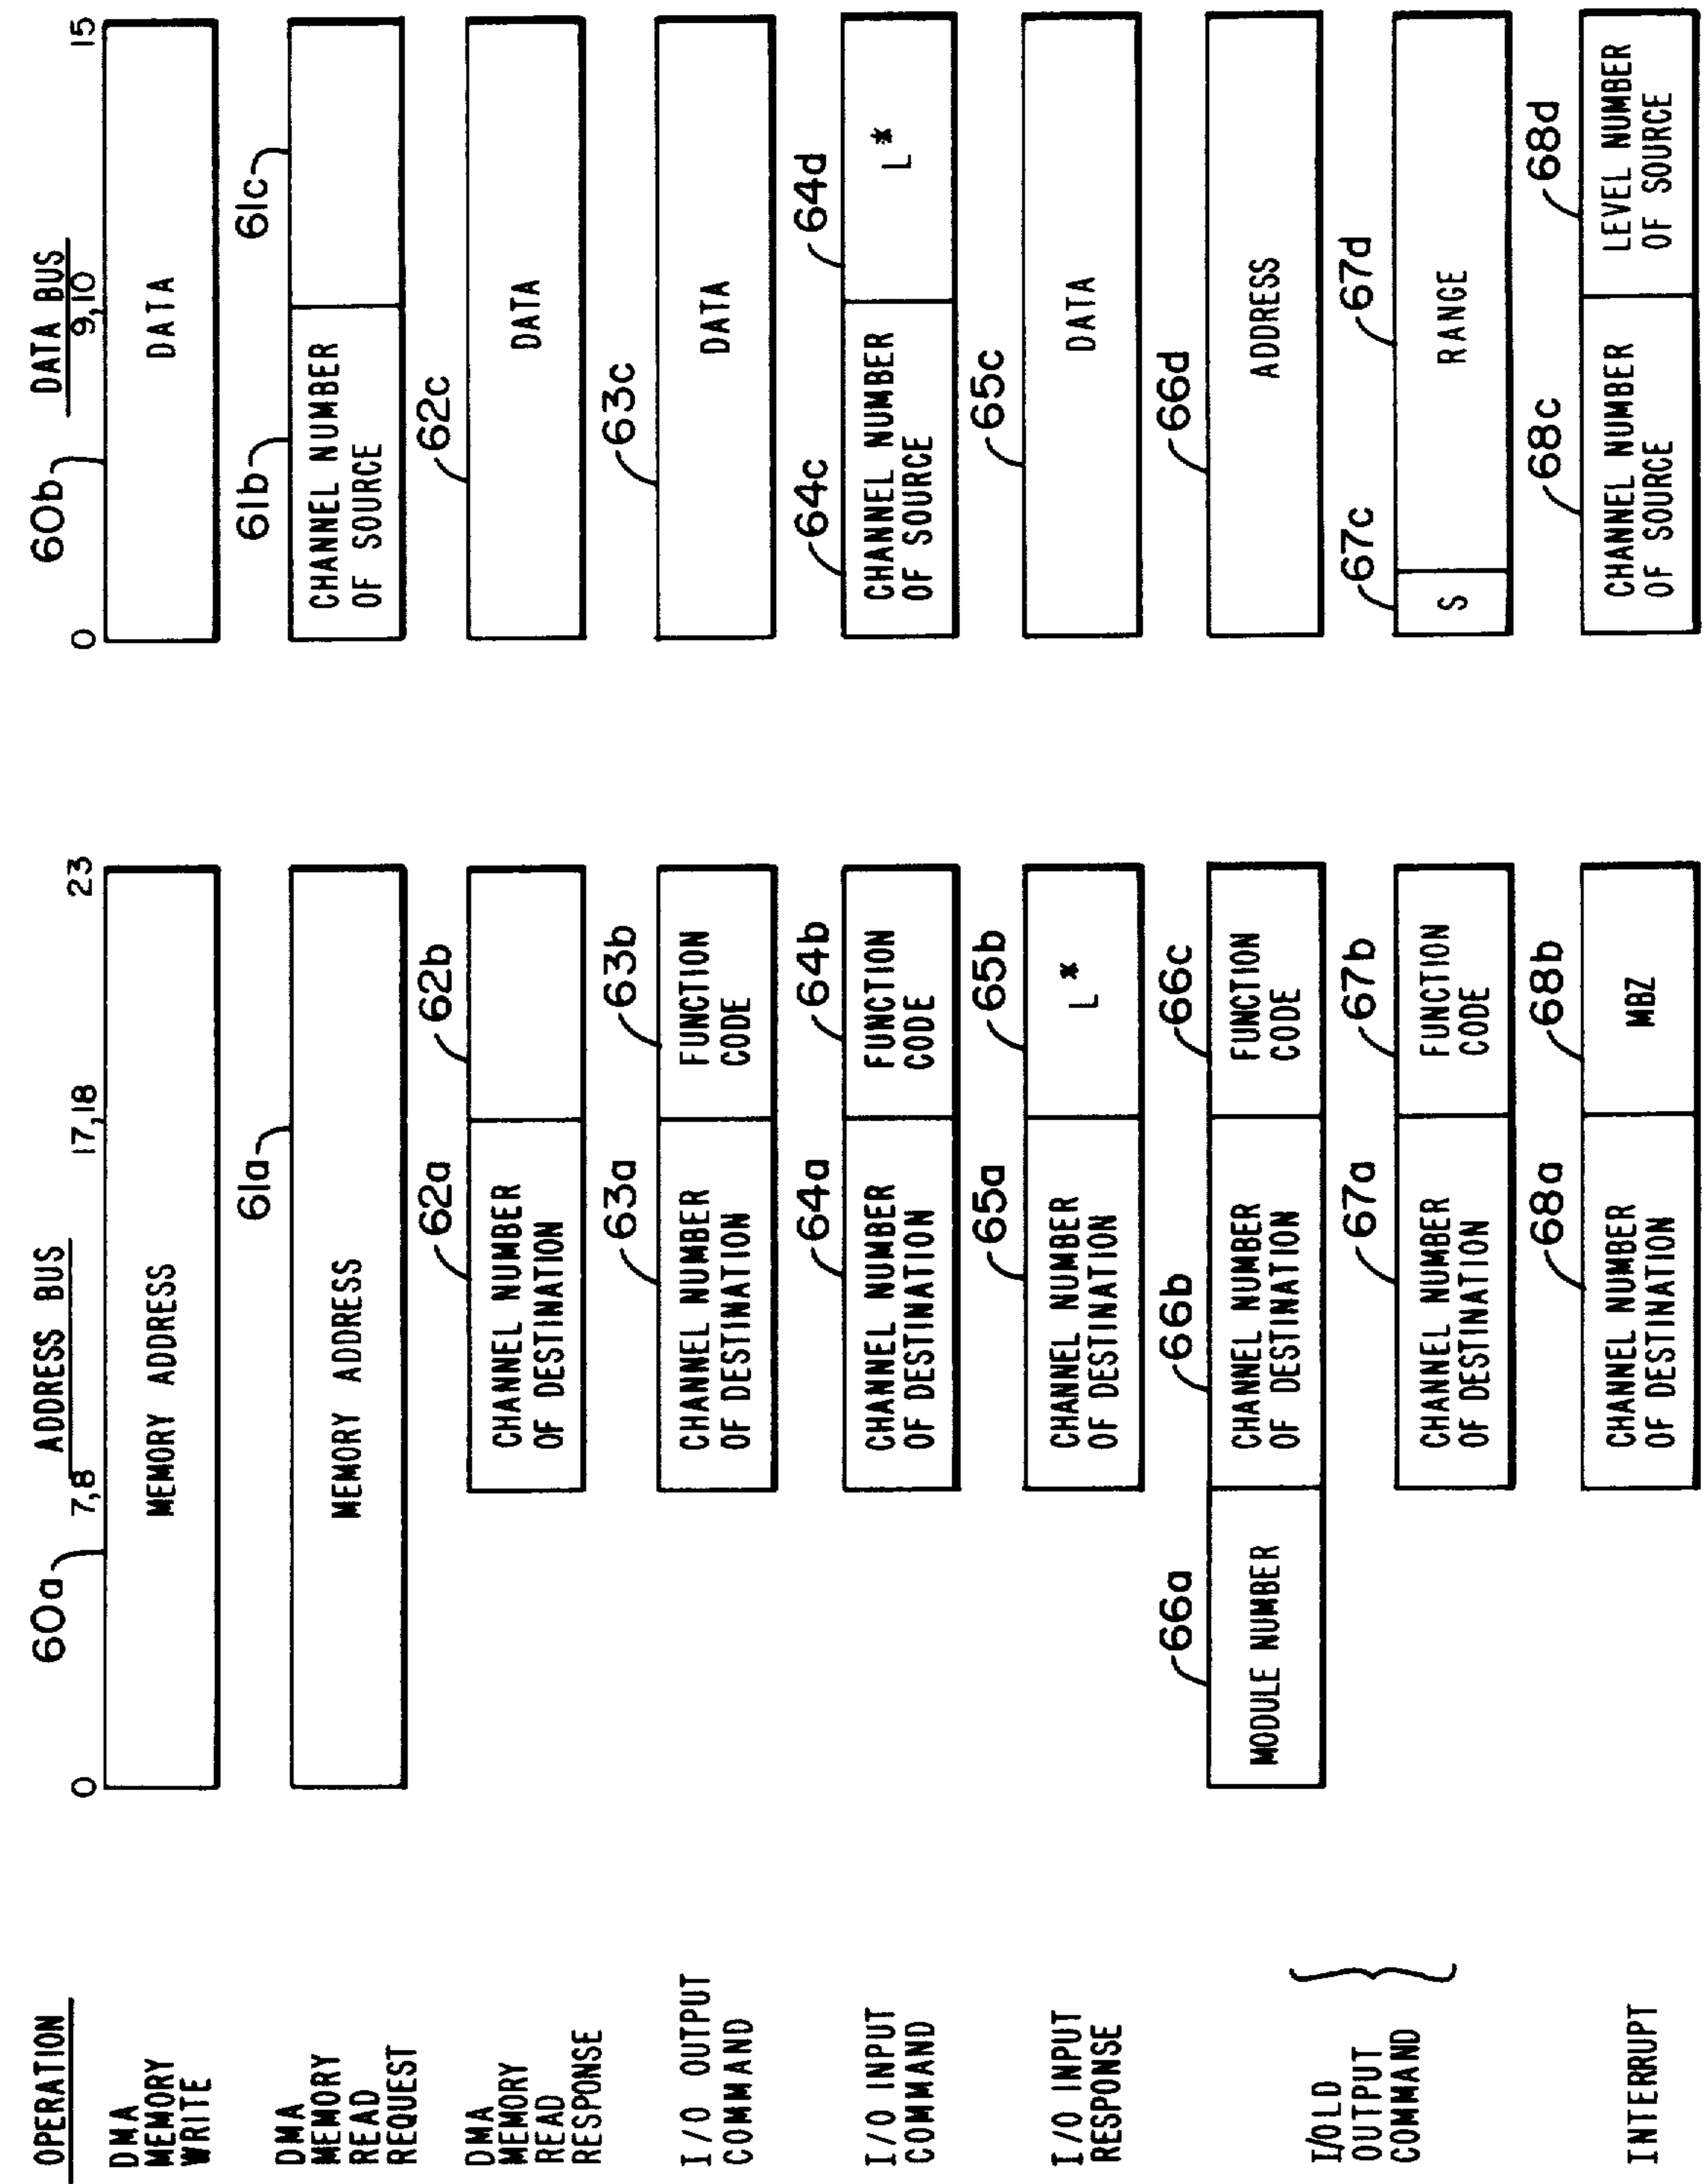 OPERATION
ADDRESS BUS
DATA BUS
60a
60b
0
7,8
17,18
23
0
9,10
15
DMA
MEMORY
WRITE
MEMORY ADDRESS
DATA
61a
61b
61c
DMA
MEMORY
READ
REQUEST
MEMORY ADDRESS
CHANNEL NUMBER
OF SOURCE
62a
62b
62c
DMA
MEMORY
READ
RESPONSE
CHANNEL NUMBER
OF DESTINATION
DATA
63a
63b
63c
I/O OUTPUT
COMMAND
CHANNEL NUMBER
OF DESTINATION
FUNCTION
CODE
DATA
64a
64b
64c
64d
I/O INPUT
COMMAND
CHANNEL NUMBER
OF DESTINATION
FUNCTION
CODE
CHANNEL NUMBER
OF SOURCE
L*
65a
65b
65c
I/O INPUT
RESPONSE
CHANNEL NUMBER
OF DESTINATION
L*
DATA
66a
66b
66c
66d
I/OLD
OUTPUT
COMMAND
MODULE NUMBER
CHANNEL NUMBER
OF DESTINATION
FUNCTION
CODE
ADDRESS
67a
67b
67c
67d
CHANNEL NUMBER
OF DESTINATION
FUNCTION
CODE
S
RANGE
68a
68b
68c
68d
INTERRUPT
CHANNEL NUMBER
OF DESTINATION
MBZ
CHANNEL NUMBER
OF SOURCE
LEVEL NUMBER
OF SOURCE